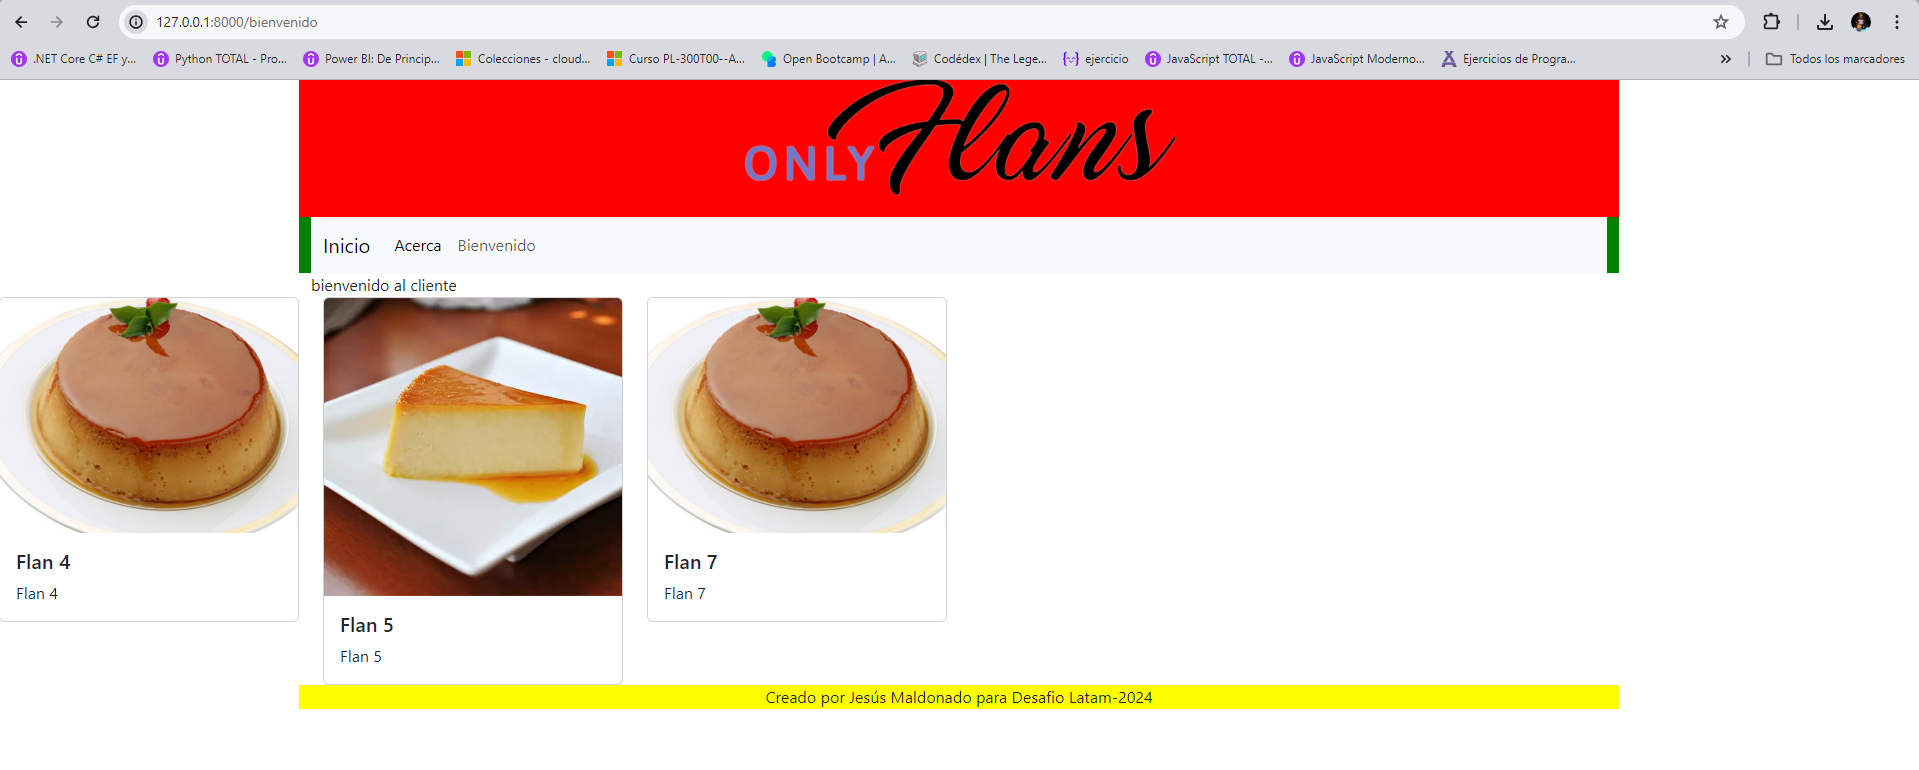 127.0.0.1:8000/bienvenido
.NET Core C# EF y... Python TOTAL - Pro... Power BI: De Princip... Colecciones - cloud... Curso PL-300T00--A... Open Bootcamp | A... Codédex | The Lege... ejercicio JavaScript TOTAL -... JavaScript Moderno... Ejercicios de Progra... » Todos los marcadores
ONLY Flans
Inicio Acerca Bienvenido
bienvenido al cliente
Flan 4
Flan 4
Flan 5
Flan 5
Flan 7
Flan 7
Creado por Jesús Maldonado para Desafio Latam-2024